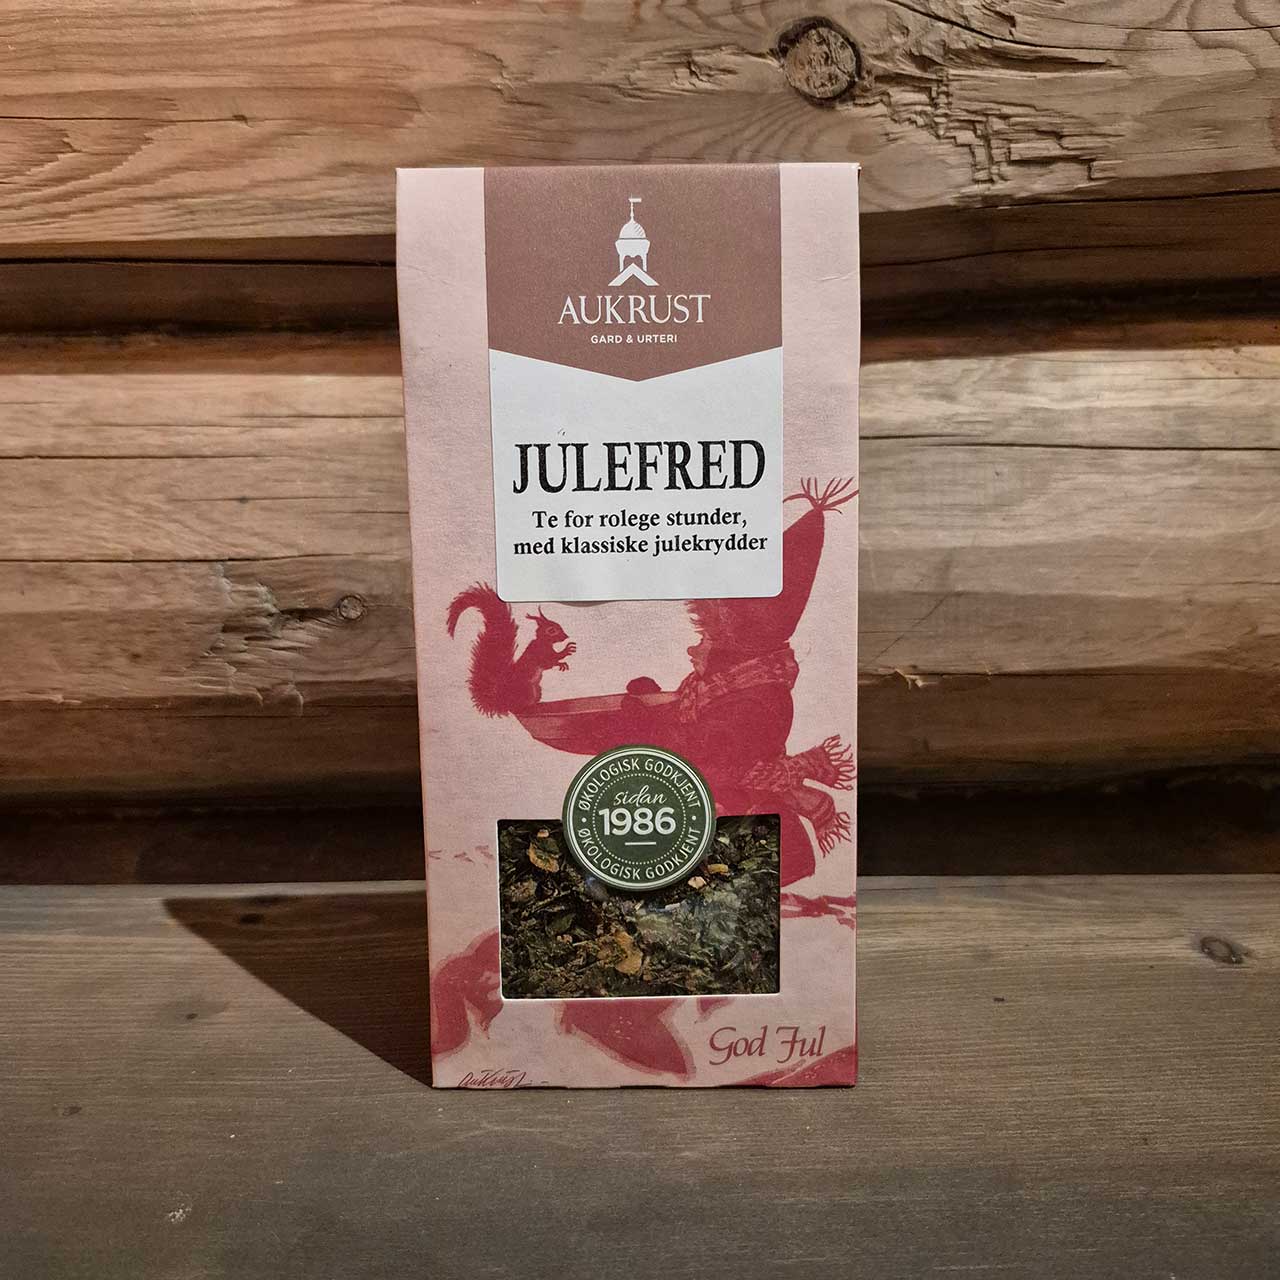 AUKRUST
GARD & URTERI
JULEFRED
Te for rolege stunder,
med klassiske julekrydder
ØKOLOGISK GODKJENT
sidan
1986
ØKOLOGISK GODKJENT
God Jul
Aukrust